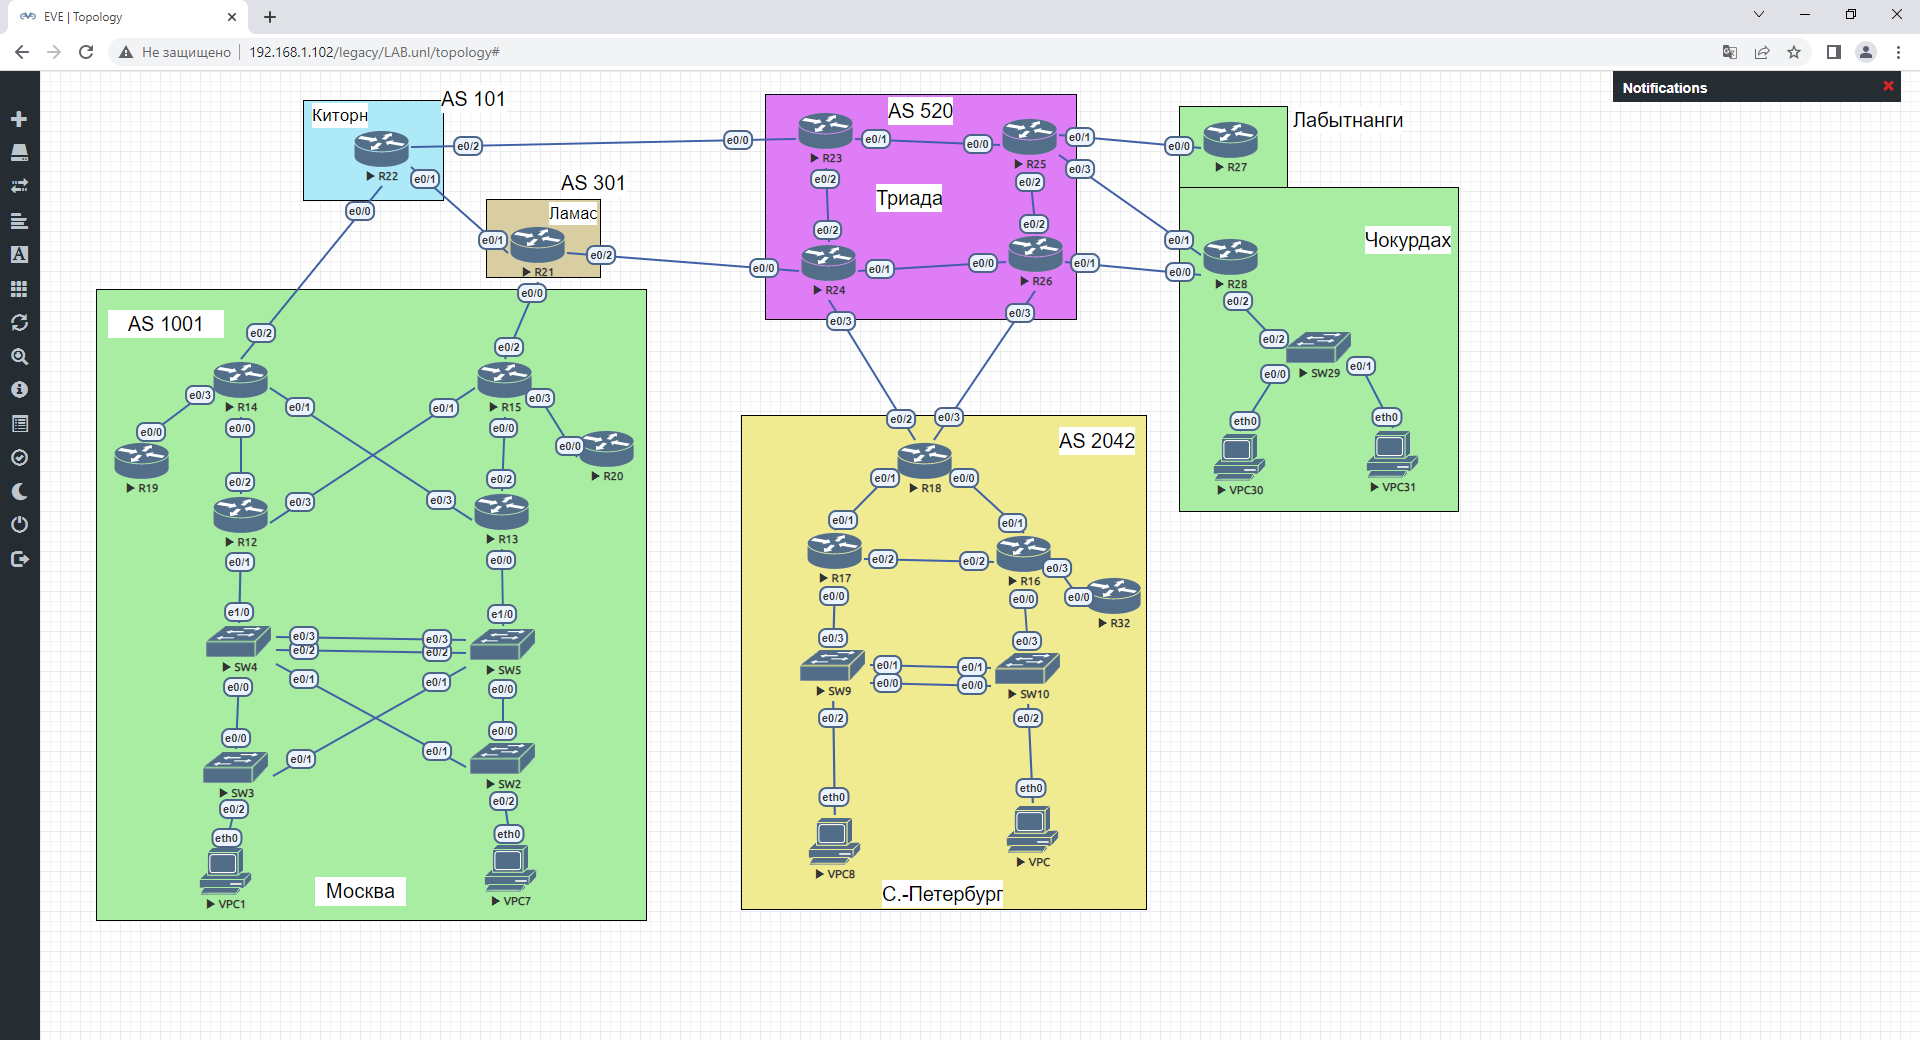 EVE | Topology
Не защищено
192.168.1.102/legacy/LAB.unl/topology#
Notifications
AS 101
Киторн
R22
e0/2
e0/1
e0/0
AS 301
Ламас
e0/1
R21
e0/2
e0/0
AS 520
Триада
e0/0
R23
e0/1
e0/2
e0/0
R25
e0/1
e0/3
e0/2
e0/0
e0/2
R24
e0/1
e0/3
e0/0
e0/2
R26
e0/1
e0/3
Лабытнанги
e0/0
R27
Чокурдах
e0/1
e0/0
R28
e0/2
e0/2
SW29
e0/0
e0/1
eth0
eth0
VPC30
VPC31
AS 1001
e0/2
e0/2
e0/3
R14
e0/1
e0/0
e0/1
R15
e0/3
e0/0
e0/0
R19
e0/0
R20
e0/2
e0/3
R12
e0/1
e0/3
e0/2
R13
e0/0
e1/0
e1/0
e0/3
e0/3
e0/2
e0/2
SW4
SW5
e0/1
e0/1
e0/0
e0/0
e0/0
e0/0
e0/1
e0/1
SW3
SW2
e0/2
e0/2
eth0
eth0
VPC1
VPC7
Москва
AS 2042
e0/2
e0/3
R18
e0/1
e0/0
e0/1
e0/1
R17
e0/2
e0/2
R16
e0/3
e0/0
e0/0
e0/0
R32
e0/3
e0/3
e0/1
e0/1
e0/0
e0/0
SW9
SW10
e0/2
e0/2
eth0
eth0
VPC8
VPC
С.-Петербург